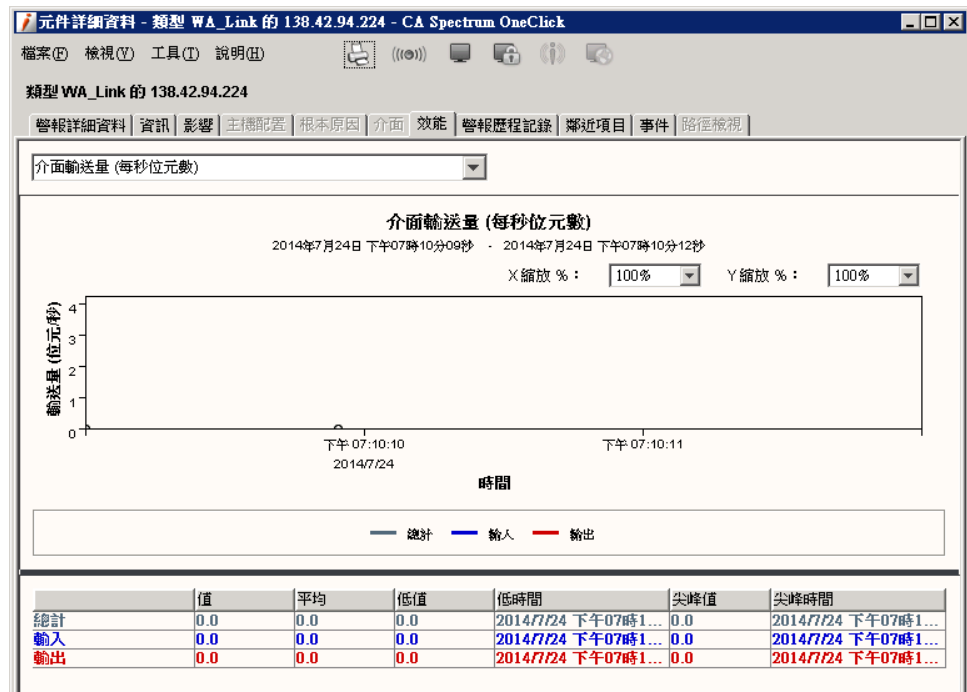 元件詳細資料 - 類型 WA_Link 的 138.42.94.224 - CA Spectrum OneClick
檔案(F) 檢視(V) 工具(T) 說明(H)
類型 WA_Link 的 138.42.94.224
警報詳細資料 資訊 影響 主機配置 根本原因 介面 效能 警報歷程記錄 鄰近項目 事件 路徑檢視
介面輸送量 (每秒位元數)
介面輸送量 (每秒位元數)
2014年7月24日 下午07時10分09秒 - 2014年7月24日 下午07時10分12秒
X 縮放 % : 100% Y 縮放 % : 100%
輸送量 (位元/秒)
4
3
2
1
0
下午 07:10:10 下午 07:10:11
2014/7/24
時間
總計 輸入 輸出
值 平均 低值 低時間 尖峰值 尖峰時間
總計 0.0 0.0 0.0 2014/7/24 下午07時1... 0.0 2014/7/24 下午07時1...
輸入 0.0 0.0 0.0 2014/7/24 下午07時1... 0.0 2014/7/24 下午07時1...
輸出 0.0 0.0 0.0 2014/7/24 下午07時1... 0.0 2014/7/24 下午07時1...